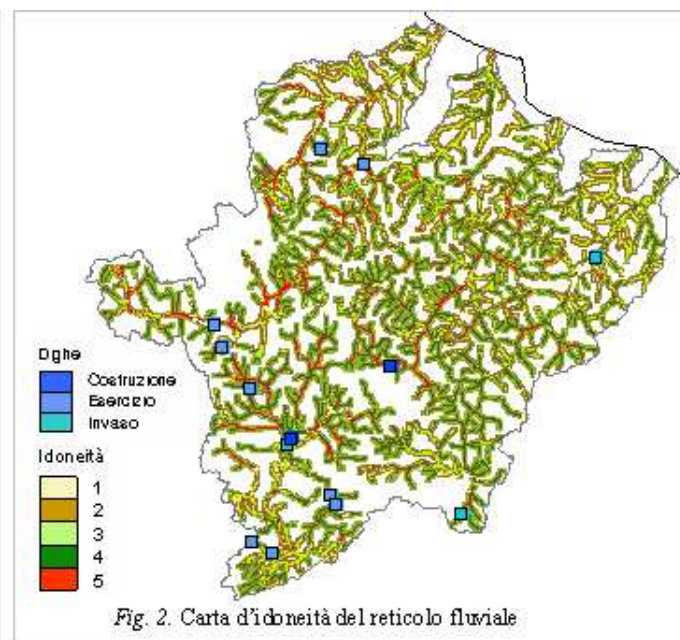 Dighe
Costruzione
Esercizio
Invaso
Idoneità
1
2
3
4
5
Fig. 2. Carta d'idoneità del reticolo fluviale